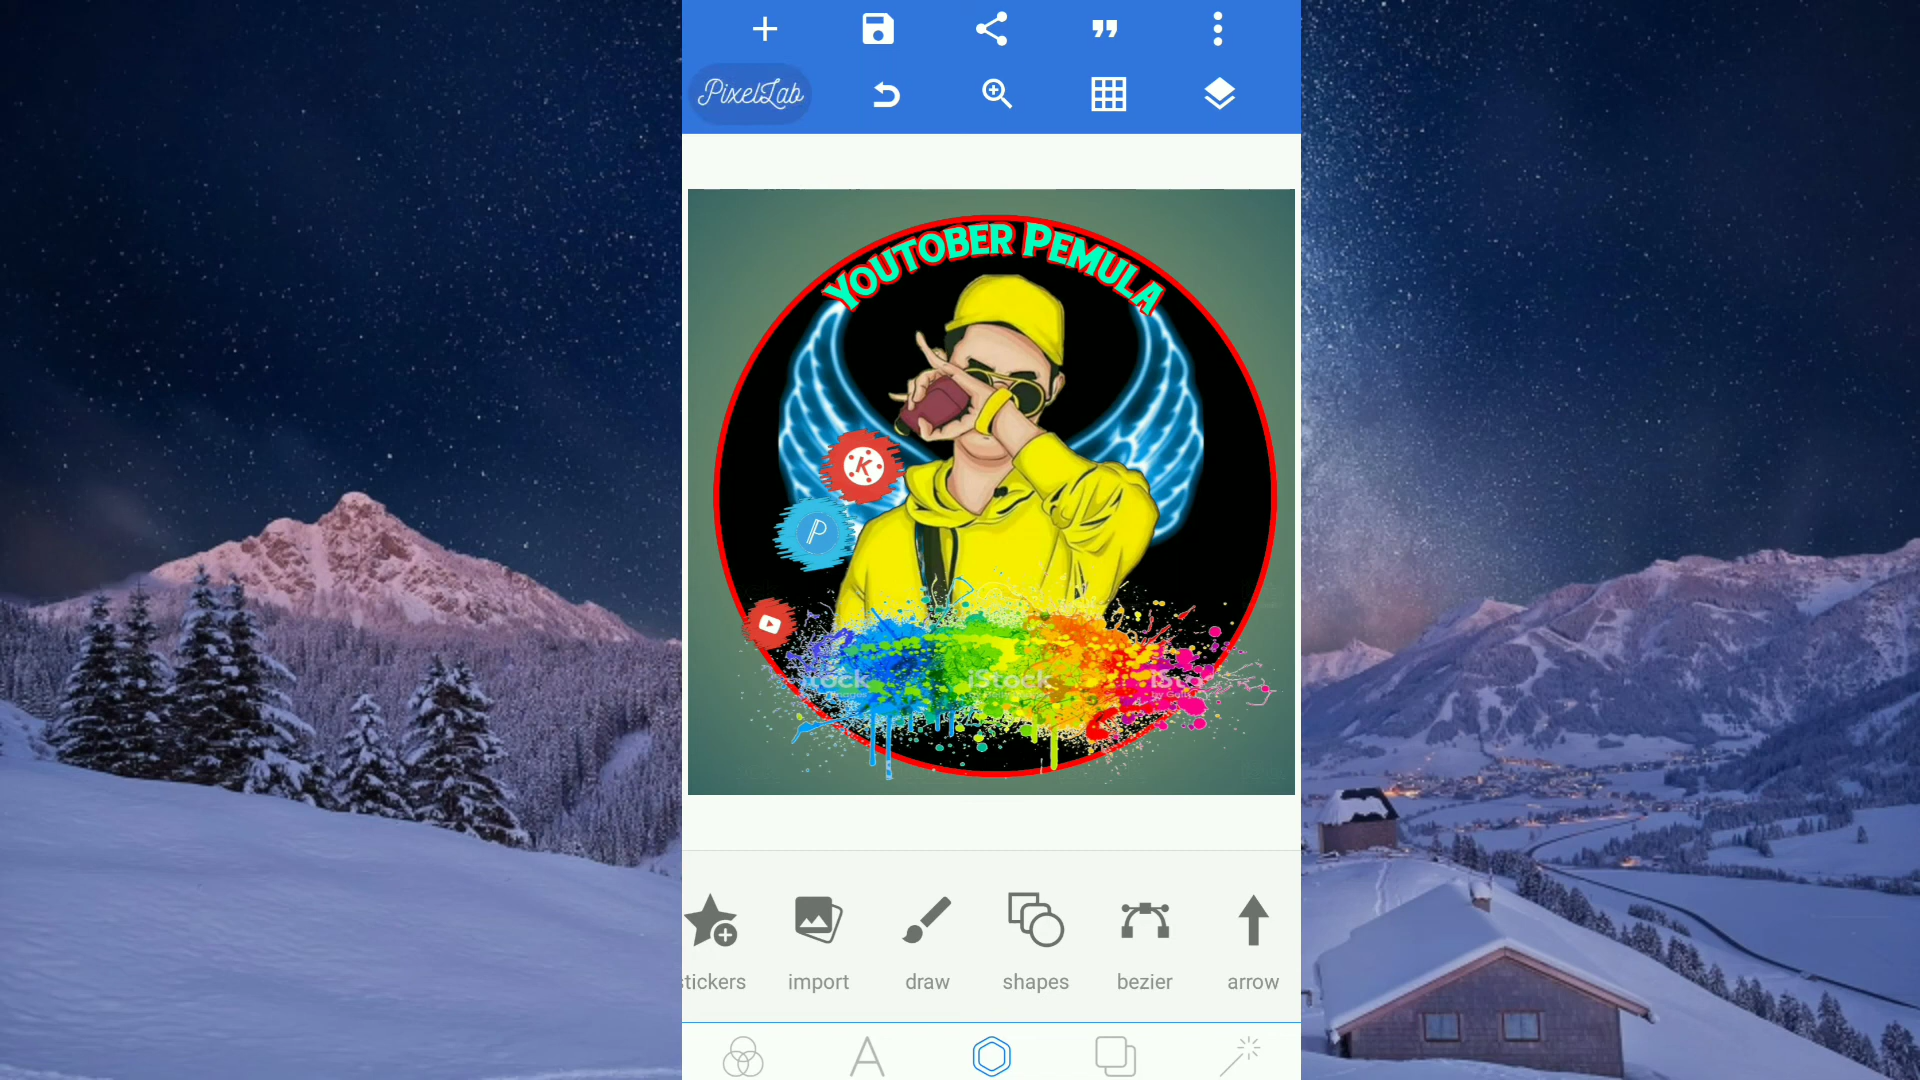 PixelLab
Youtober Pemula
K
P
iStock
stickers
import
draw
shapes
bezier
arrow
A